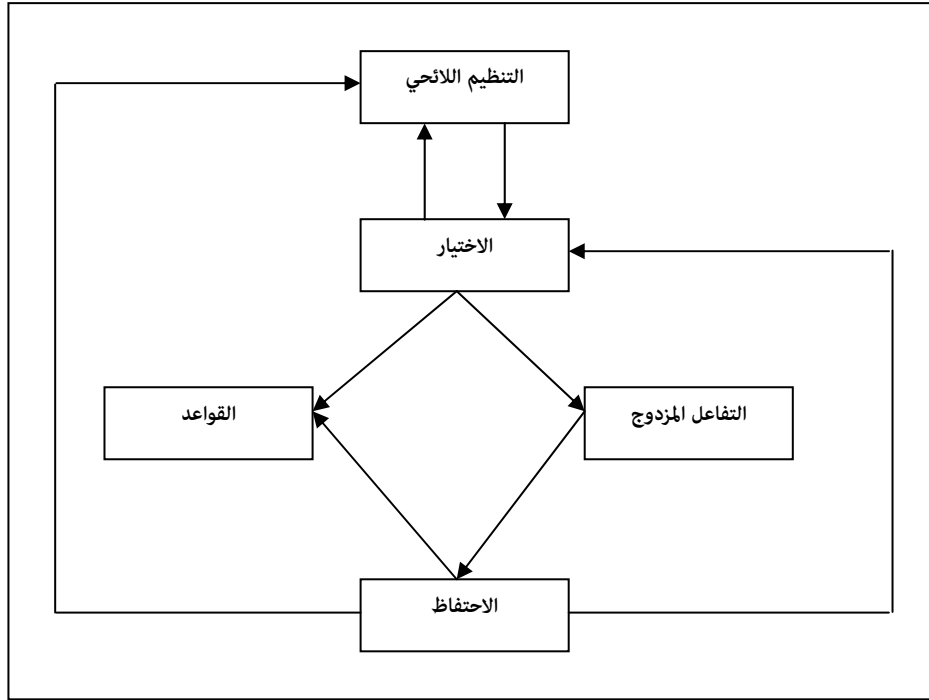 التنظيم اللائحي
الاختيار
القواعد
التفاعل المزدوج
الاحتفاظ